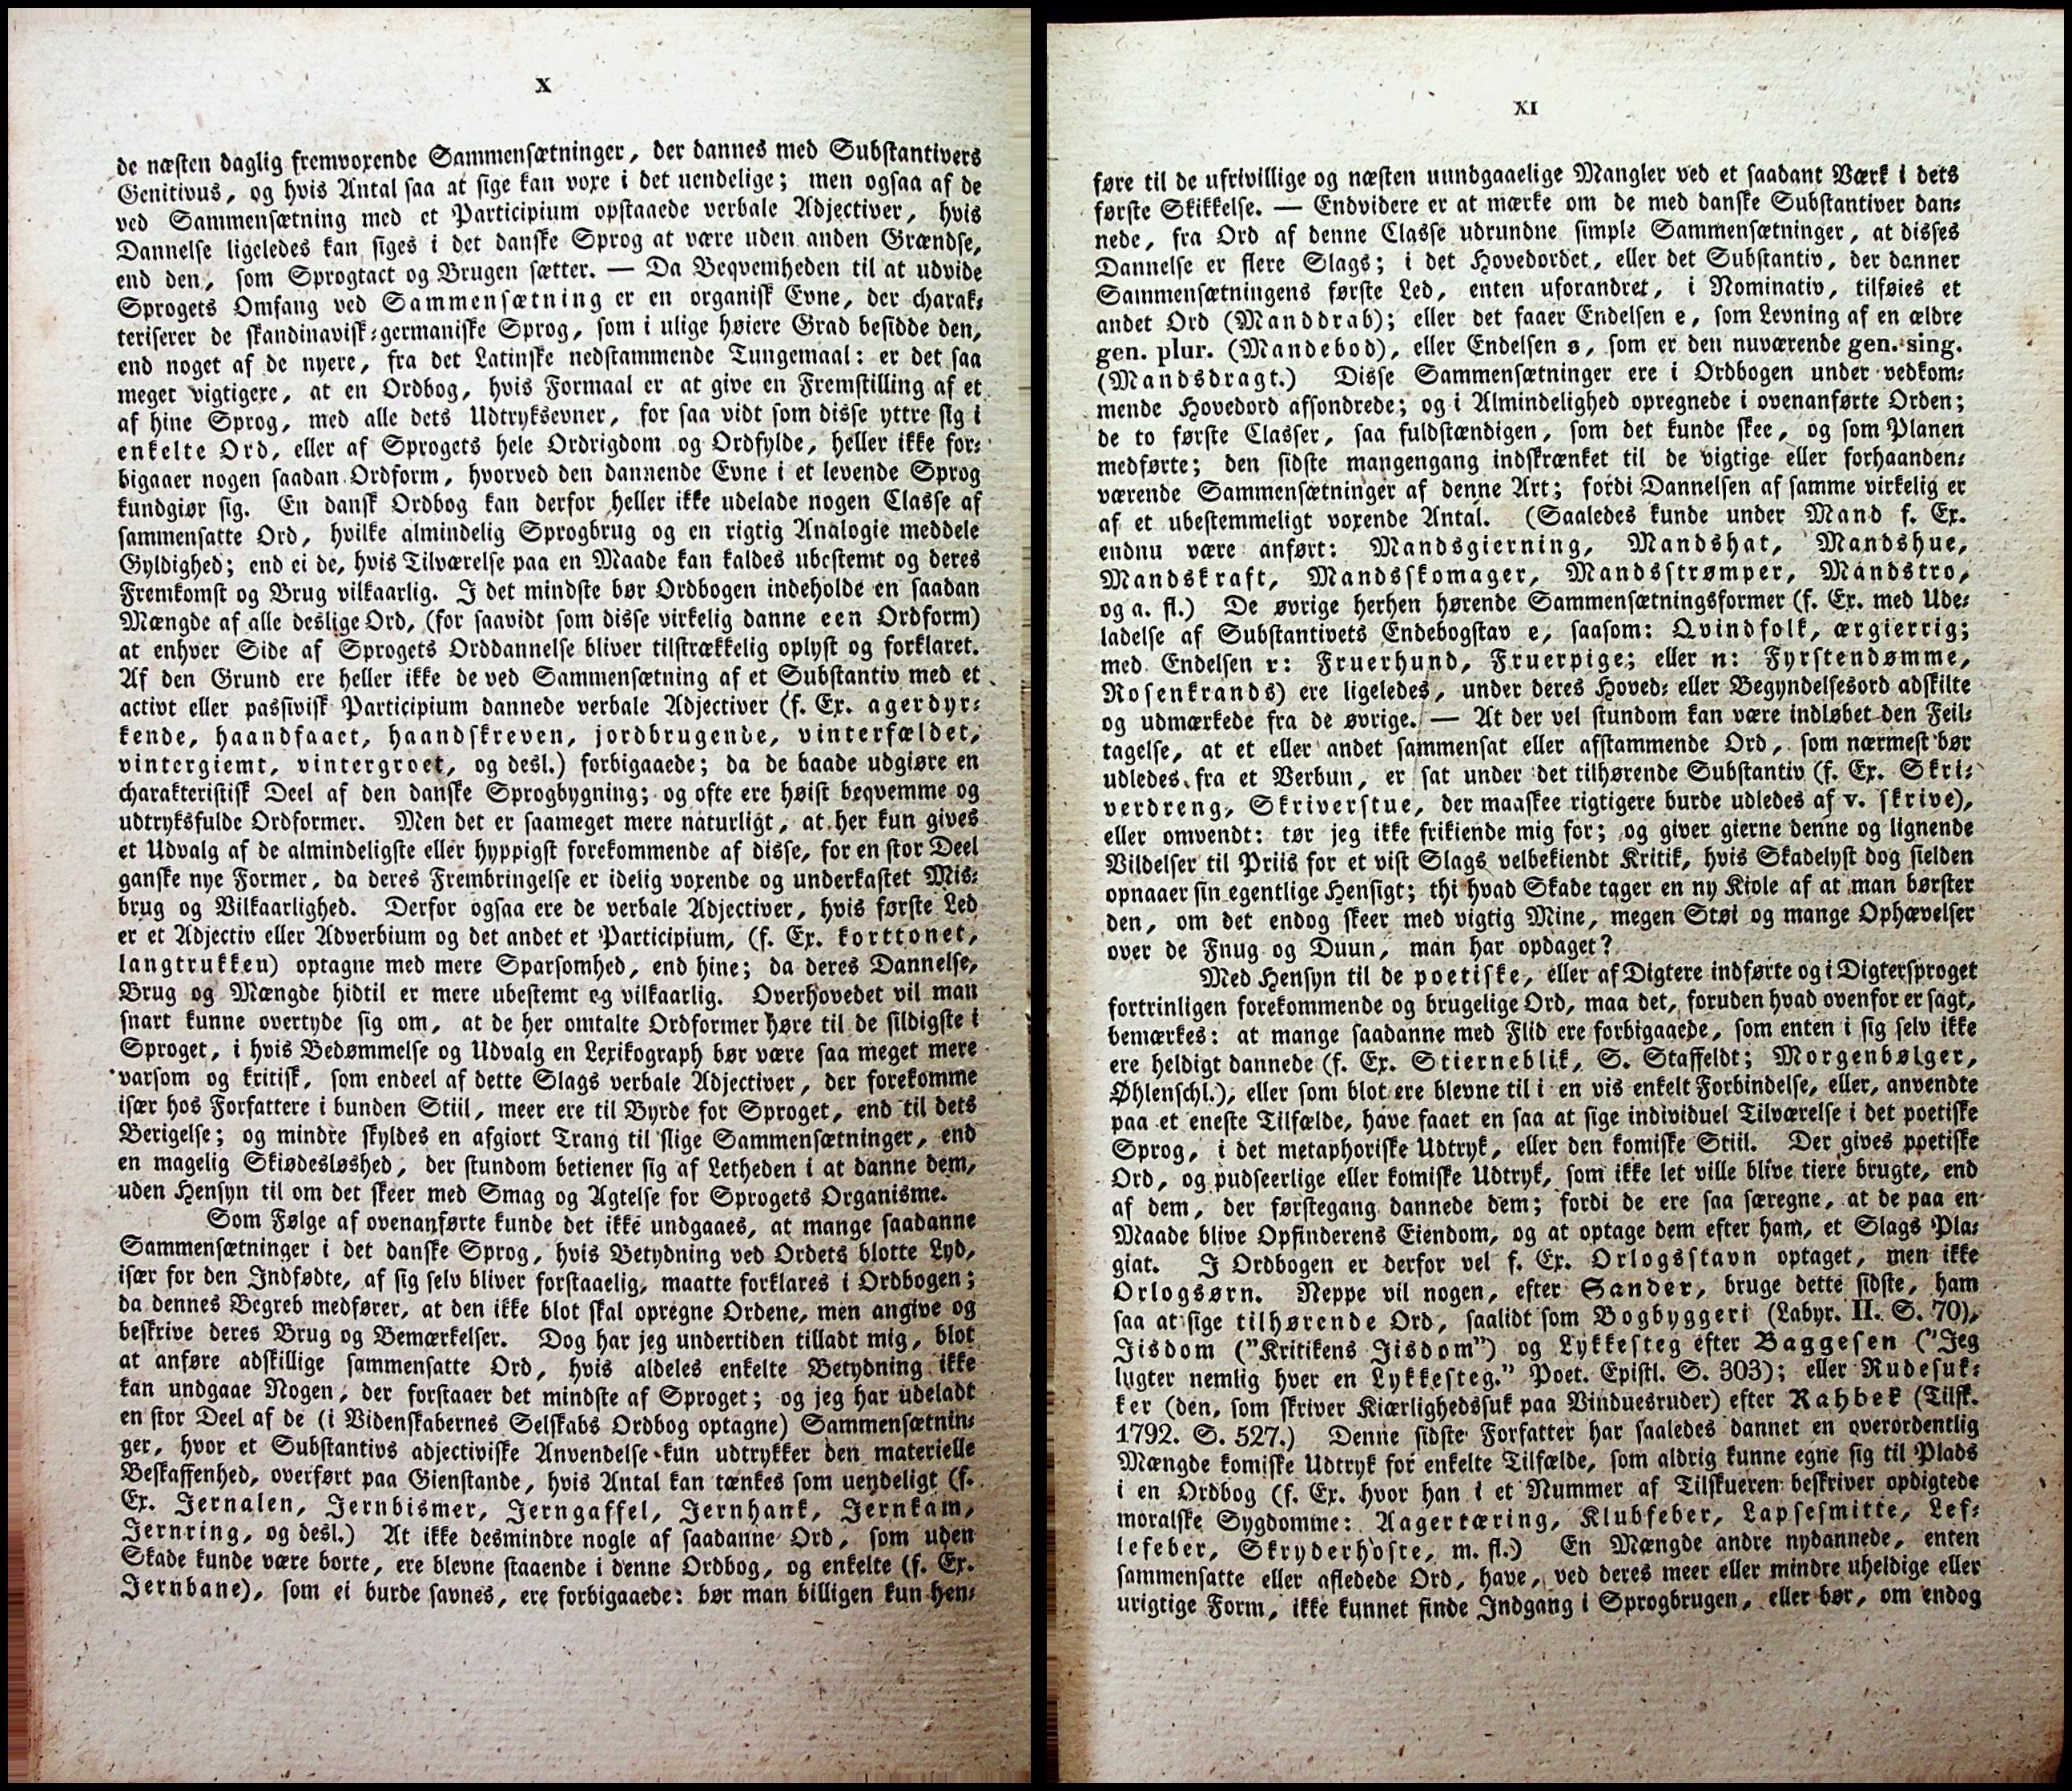 X
de næsten daglig fremvoxende Sammensætninger, der dannes med Substantivers
Genitivus, og hvis Antal saa at sige kan voxe i det uendelige; men ogsaa af de
ved Sammensætning med et Participium opstaaede verbale Adjectiver, hvis
Dannelse ligeledes kan siges i det danske Sprog at være uden anden Grændse,
end den, som Sprogtact og Brugen sætter. — Da Beqvemheden til at udvide
Sprogets Omfang ved Sammensætning er en organisk Evne, der charak-
teriserer de skandinavisk-germaniske Sprog, som i ulige høiere Grad besidde den,
end noget af de nyere, fra det Latinske nedstammende Tungemaal: er det saa
meget vigtigere, at en Ordbog, hvis Formaal er at give en Fremstilling af et
af hine Sprog, med alle dets Udtryksevner, for saa vidt som disse yttre sig i
enkelte Ord, eller af Sprogets hele Ordrigdom og Ordfylde, heller ikke for-
bigaaer nogen saadan Ordform, hvorved den dannende Evne i et levende Sprog
kundgiør sig. En dansk Ordbog kan derfor heller ikke udelade nogen Classe af
sammensatte Ord, hvilke almindelig Sprogbrug og en rigtig Analogie meddele
Gyldighed; end ei de, hvis Tilværelse paa en Maade kan kaldes ubestemt og deres
Fremkomst og Brug vilkaarlig. I det mindste bør Ordbogen indeholde en saadan
Mængde af alle deslige Ord, (for saavidt som disse virkelig danne een Ordform)
at enhver Side af Sprogets Orddannelse bliver tilstrækkelig oplyst og forklaret.
Af den Grund ere heller ikke de ved Sammensætning af et Substantiv med et
activt eller passivisk Participium dannede verbale Adjectiver (f. Ex. agerdyr-
kende, haandfaaet, haandskreven, jordbrugende, vinterfældet,
vintergiemt, vintergroet, og desl.) forbigaaede; da de baade udgiøre en
charakteristisk Deel af den danske Sprogbygning; og ofte ere høist beqvemme og
udtryksfulde Ordformer. Men det er saameget mere naturligt, at her kun gives
et Udvalg af de almindeligste eller hyppigst forekommende af disse, for en stor Deel
ganske nye Former, da deres Frembringelse er idelig voxende og underkastet Mis-
brug og Vilkaarlighed. Derfor ogsaa ere de verbale Adjectiver, hvis første Led
er et Adjectiv eller Adverbium og det andet et Participium, (f. Ex. korttonet,
langtrukken) optagne med mere Sparsomhed, end hine; da deres Dannelse,
Brug og Mængde hidtil er mere ubestemt og vilkaarlig. Overhovedet vil man
snart kunne overtyde sig om, at de her omtalte Ordformer høre til de sildigste i
Sproget, i hvis Bedømmelse og Udvalg en Lexikograph bør være saa meget mere
varsom og kritisk, som endeel af dette Slags verbale Adjectiver, der forekomme
især hos Forfattere i bunden Stiil, meer ere til Byrde for Sproget, end til dets
Berigelse; og mindre skyldes en afgiort Trang til slige Sammensætninger, end
en magelig Skiødesløshed, der stundom betiener sig af Letheden i at danne dem,
uden Hensyn til om det skeer med Smag og Agtelse for Sprogets Organisme.
Som Følge af ovenanførte kunde det ikke undgaaes, at mange saadanne
Sammensætninger i det danske Sprog, hvis Betydning ved Ordets blotte Lyd,
især for den Indfødte, af sig selv bliver forstaaelig, maatte forklares i Ordbogen;
da dennes Begreb medfører, at den ikke blot skal opregne Ordene, men angive og
beskrive deres Brug og Bemærkelser. Dog har jeg undertiden tilladt mig, blot
at anføre adskillige sammensatte Ord, hvis aldeles enkelte Betydning ikke
kan undgaae Nogen, der forstaaer det mindste af Sproget; og jeg har udeladt
en stor Deel af de (i Videnskabernes Selskabs Ordbog optagne) Sammensætnin-
ger, hvor et Substantivs adjectiviske Anvendelse kun udtrykker den materielle
Beskaffenhed, overført paa Gienstande, hvis Antal kan tænkes som uendeligt (f.
Ex. Jernalen, Jernbismer, Jerngaffel, Jernhank, Jernkam,
Jernring, og desl.) At ikke desmindre nogle af saadanne Ord, som uden
Skade kunde være borte, ere blevne staaende i denne Ordbog, og enkelte (f. Ex.
Jernbane), som ei burde savnes, ere forbigaaede: bør man billigen kun hen-
XI
føre til de ufrivillige og næsten uundgaaelige Mangler ved et saadant Værk i dets
første Skikkelse. — Endvidere er at mærke om de med danske Substantiver dan-
nede, fra Ord af denne Classe udrundne simple Sammensætninger, at disses
Dannelse er flere Slags; i det Hovedordet, eller det Substantiv, der danner
Sammensætningens første Led, enten uforandret, i Nominativ, tilføies et
andet Ord (Manddrab); eller det faaer Endelsen e, som Levning af en ældre
gen. plur. (Mandebod), eller Endelsen s, som er den nuværende gen. sing.
(Mandsdragt.) Disse Sammensætninger ere i Ordbogen under vedkom-
mende Hovedord afsondrede; og i Almindelighed opregnede i ovenanførte Orden;
de to første Classer, saa fuldstændigen, som det kunde skee, og som Planen
medførte; den sidste mangengang indskrænket til de vigtige eller forhaanden-
værende Sammensætninger af denne Art; fordi Dannelsen af samme virkelig er
af et ubestemmeligt voxende Antal. (Saaledes kunde under Mand f. Ex.
endnu være anført: Mandsgierning, Mandshat, Mandshue,
Mandskraft, Mandsskomager, Mandsstrømper, Mandstro,
og a. fl.) De øvrige herhen hørende Sammensætningsformer (f. Ex. med Ude-
ladelse af Substantivets Endebogstav e, saasom: Qvindfolk, ærgierrig;
med Endelsen r: Fruerhund, Fruerpige; eller n: Fyrstendømme,
Rosenkrands) ere ligeledes, under deres Hoved- eller Begyndelsesord adskilte
og udmærkede fra de øvrige. — At der vel stundom kan være indløbet den Feil-
tagelse, at et eller andet sammensat eller afstammende Ord, som nærmest bør
udledes fra et Verbun, er sat under det tilhørende Substantiv (f. Ex. Skri-
verdreng, Skriverstue, der maaskee rigtigere burde udledes af v. skrive),
eller omvendt: tør jeg ikke frikiende mig for; og giver gierne denne og lignende
Vildelser til Priis for et vist Slags velbekiendt Kritik, hvis Skadelyst dog sielden
opnaaer sin egentlige Hensigt; thi hvad Skade tager en ny Kiole af at man børster
den, om det endog skeer med vigtig Mine, megen Støi og mange Ophævelser
over de Fnug og Duun, man har opdaget?
Med Hensyn til de poetiske, eller af Digtere indførte og i Digtersproget
fortrinligen forekommende og brugelige Ord, maa det, foruden hvad ovenfor er sagt,
bemærkes: at mange saadanne med Flid ere forbigaaede, som enten i sig selv ikke
ere heldigt dannede (f. Ex. Stierneblik, S. Staffeldt; Morgenbølger,
Øhlenschl.), eller som blot ere blevne til i en vis enkelt Forbindelse, eller, anvendte
paa et eneste Tilfælde, have faaet en saa at sige individuel Tilværelse i det poetiske
Sprog, i det metaphoriske Udtryk, eller den komiske Stiil. Der gives poetiske
Ord, og pudseerlige eller komiske Udtryk, som ikke let ville blive tiere brugte, end
af dem, der førstegang dannede dem; fordi de ere saa særegne, at de paa en
Maade blive Opfinderens Eiendom, og at optage dem efter ham, et Slags Pla-
giat. I Ordbogen er derfor vel f. Ex. Orlogsstavn optaget, men ikke
Orlogsørn. Neppe vil nogen, efter Sander, bruge dette sidste, ham
saa at sige tilhørende Ord, saalidt som Bogbyggeri (Labyr. II. S. 70),
Jisdom ("Kritikens Jisdom") og Lykkesteg efter Baggesen ("Jeg
lugter nemlig hver en Lykkesteg." Poet. Epistl. S. 303); eller Rudesuk-
ker (den, som skriver Kiærlighedssuk paa Vinduesruder) efter Rahbek (Tilsk.
1792. S. 527.) Denne sidste Forfatter har saaledes dannet en overordentlig
Mængde komiske Udtryk for enkelte Tilfælde, som aldrig kunne egne sig til Plads
i en Ordbog (f. Ex. hvor han i et Nummer af Tilskueren beskriver opdigtede
moralske Sygdomme: Aagertæring, Klubfeber, Lapsesmitte, Lef-
lefeber, Skryderhoste, m. fl.) En Mængde andre nydannede, enten
sammensatte eller afledede Ord, have, ved deres meer eller mindre uheldige eller
urigtige Form, ikke kunnet finde Indgang i Sprogbrugen, eller bør, om endog